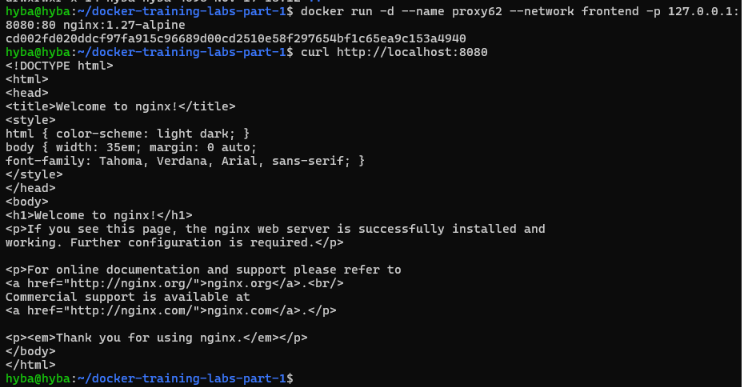 hyba@hyba:~/docker-training-labs-part-1$ docker run -d --name proxy62 --network frontend -p 127.0.0.1:
8080:80 nginx:1.27-alpine
cd002fd020ddcf97fa915c96689d00cd2510e58f297654bf1c65ea9c153a4940
hyba@hyba:~/docker-training-labs-part-1$ curl http://localhost:8080
<!DOCTYPE html>
<html>
<head>
<title>Welcome to nginx!</title>
<style>
html { color-scheme: light dark; }
body { width: 35em; margin: 0 auto;
font-family: Tahoma, Verdana, Arial, sans-serif; }
</style>
</head>
<body>
<h1>Welcome to nginx!</h1>
<p>If you see this page, the nginx web server is successfully installed and
working. Further configuration is required.</p>

<p>For online documentation and support please refer to
<a href="http://nginx.org/">nginx.org</a>.<br/>
Commercial support is available at
<a href="http://nginx.com/">nginx.com</a>.</p>

<p><em>Thank you for using nginx.</em></p>
</body>
</html>
hyba@hyba:~/docker-training-labs-part-1$